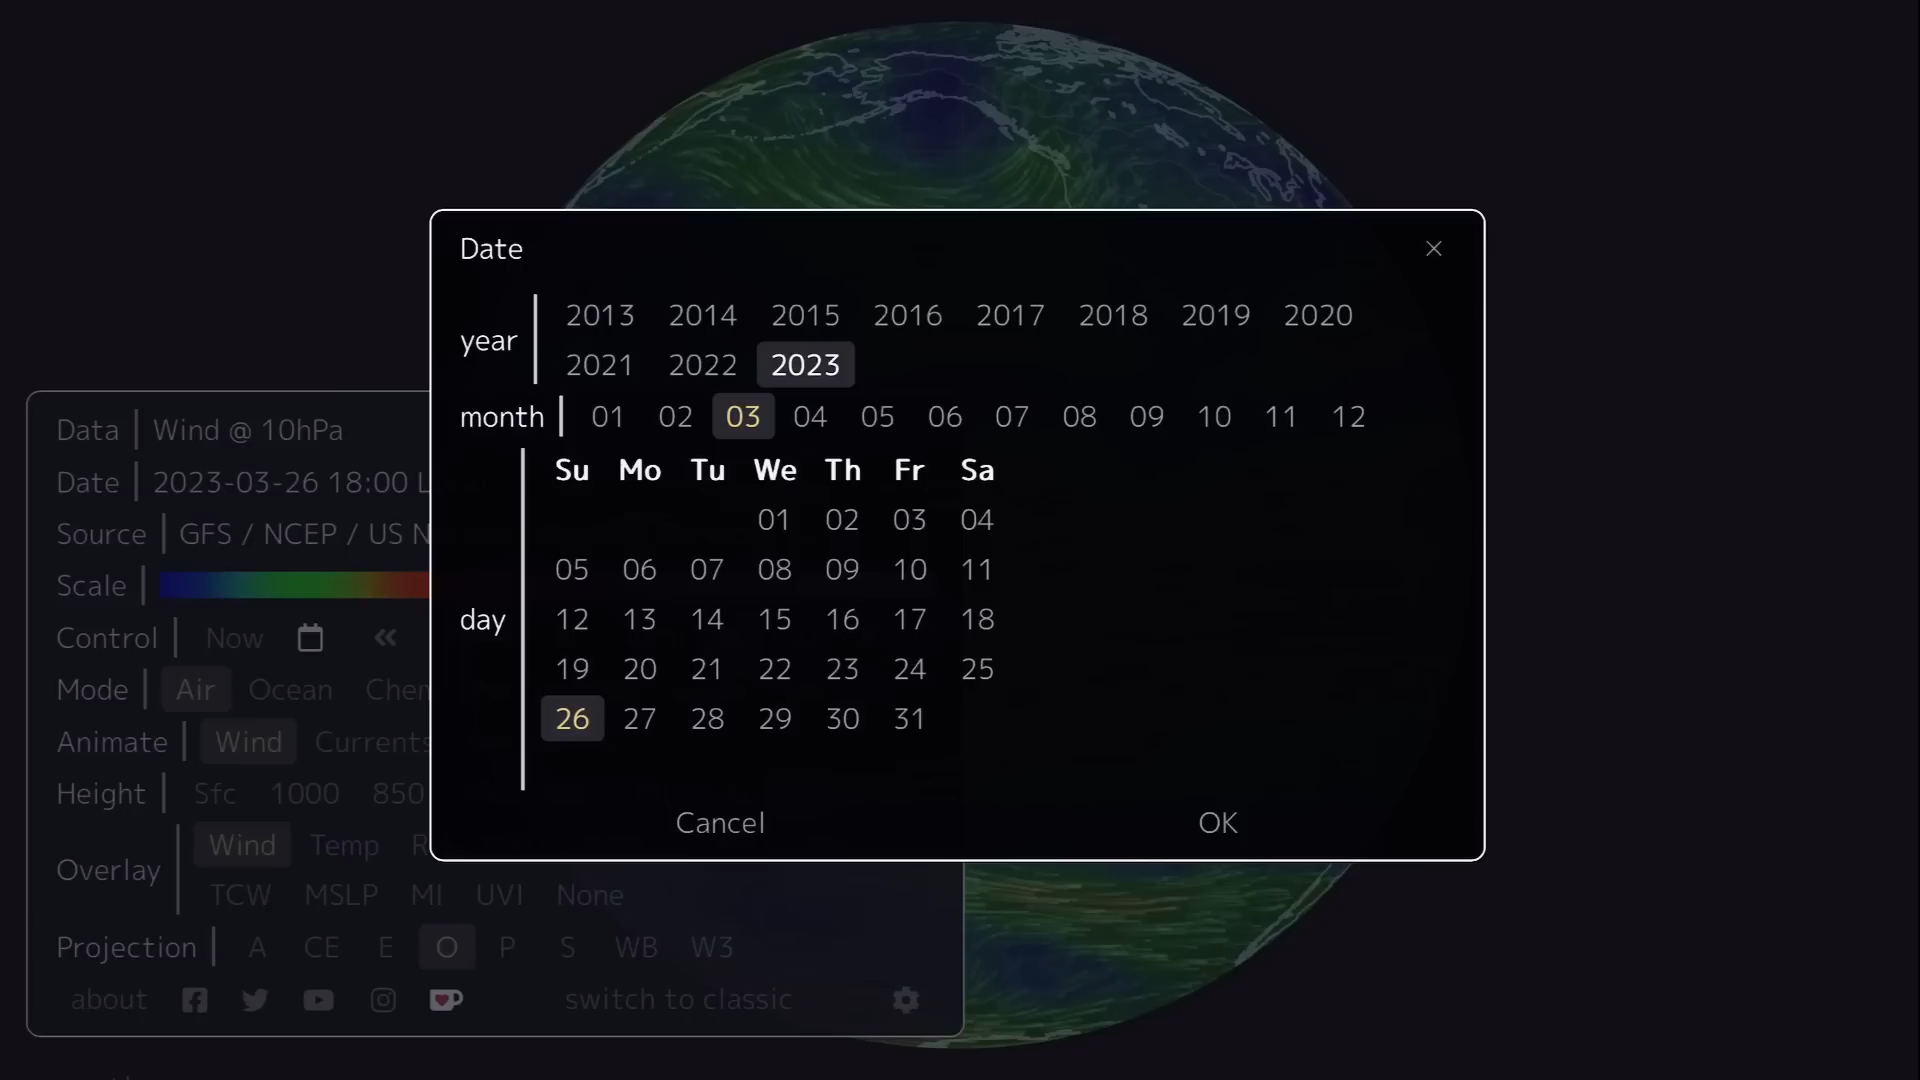 Date ×
year
2013 2014 2015 2016 2017 2018 2019 2020
2021 2022 2023
month 01 02 03 04 05 06 07 08 09 10 11 12
Su Mo Tu We Th Fr Sa
01 02 03 04
05 06 07 08 09 10 11
12 13 14 15 16 17 18
day
19 20 21 22 23 24 25
26 27 28 29 30 31
Cancel OK
Data Wind @ 10hPa
Date 2023-03-26 18:00
Source GFS / NCEP / US
Scale
Control Now
Mode Air Ocean
Animate Wind Currents
Height Sfc 1000 850
Overlay
Wind Temp
TCW MSLP MI UVI None
Projection A CE E O P S WB W3
about switch to classic